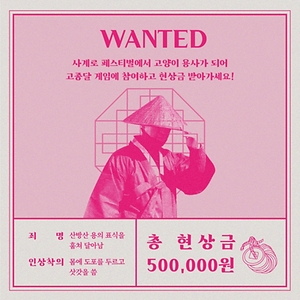 WANTED
사계로 페스티벌에서 고양이 용사가 되어
고종달 게임에 참여하고 현상금 받아가세요!
죄 명 산방산 용의 표식을
훔쳐 달아남
인상착의 몸에 도포를 두르고
삿갓을 씀
총 현상금
500,000원